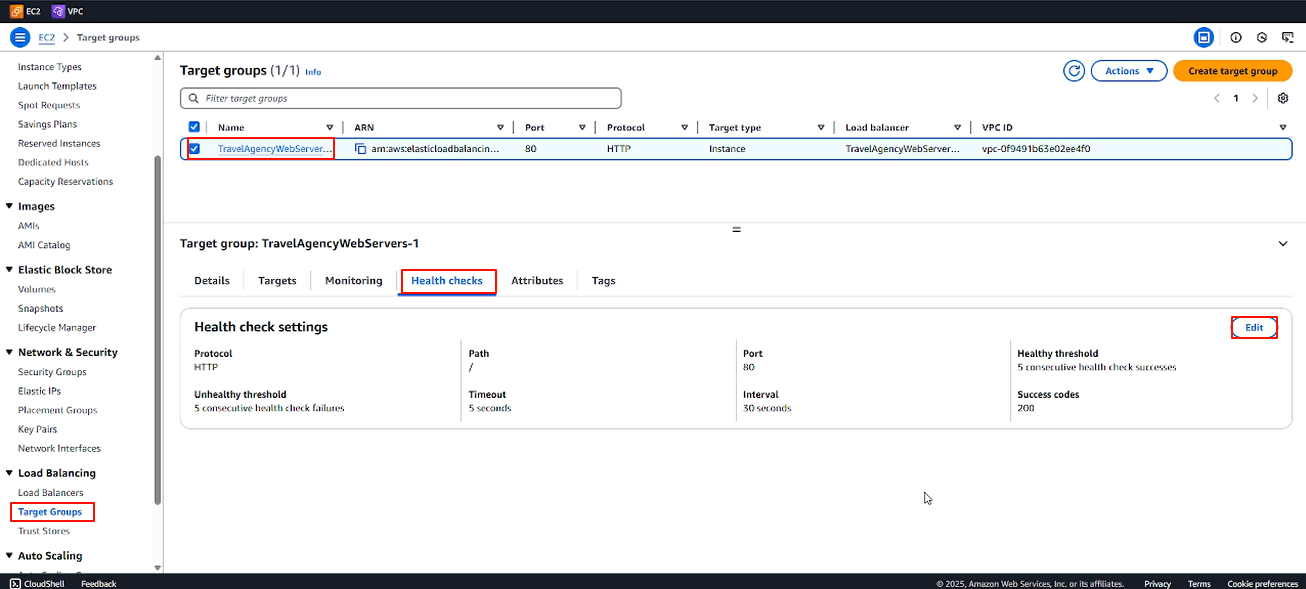 EC2 VPC
EC2 > Target groups
Instance Types
Launch Templates
Spot Requests
Savings Plans
Reserved Instances
Dedicated Hosts
Capacity Reservations
Images
AMIs
AMI Catalog
Elastic Block Store
Volumes
Snapshots
Lifecycle Manager
Network & Security
Security Groups
Elastic IPs
Placement Groups
Key Pairs
Network Interfaces
Load Balancing
Load Balancers
Target Groups
Trust Stores
Auto Scaling
Target groups (1/1) Info
Actions
Create target group
Filter target groups
1
Name ARN Port Protocol Target type Load balancer VPC ID
TravelAgencyWebServer... arn:aws:elasticloadbalancin... 80 HTTP Instance TravelAgencyWebServer... vpc-0f9491b63e02ee4f0
Target group: TravelAgencyWebServers-1
Details Targets Monitoring Health checks Attributes Tags
Health check settings
Edit
Protocol
HTTP
Path
/
Port
80
Healthy threshold
5 consecutive health check successes
Unhealthy threshold
5 consecutive health check failures
Timeout
5 seconds
Interval
30 seconds
Success codes
200
CloudShell Feedback © 2025, Amazon Web Services, Inc. or its affiliates. Privacy Terms Cookie preferences